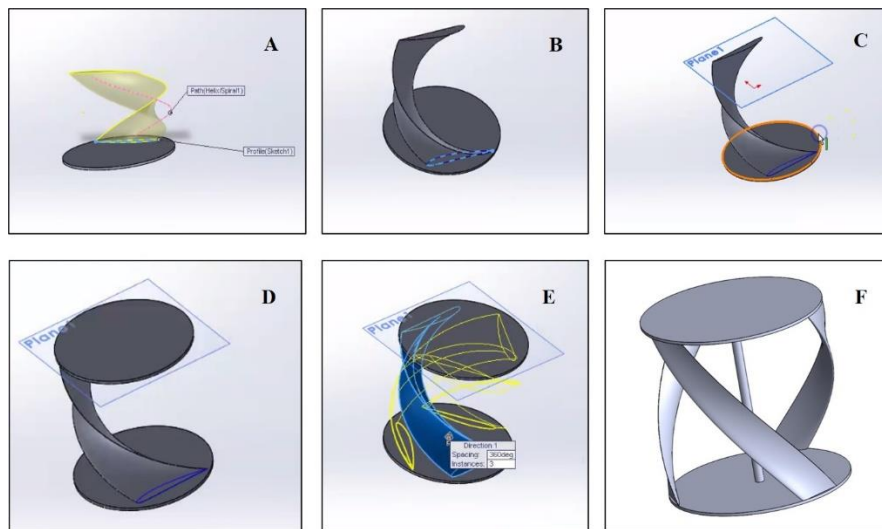 A
Path(Helix/Spiral1)
Profile(Sketch1)
B
C
Plane1
D
Plane1
E
Plane1
Direction 1
Spacing: 360deg
Instances: 3
F